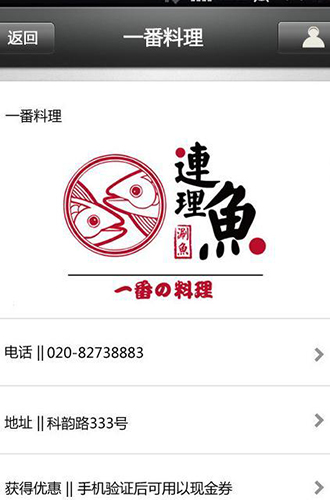 返回
一番料理
一番料理
連理
魚
涮魚
一番の料理
电话 || 020-82738883
地址 || 科韵路333号
获得优惠 || 手机验证后可用以现金券